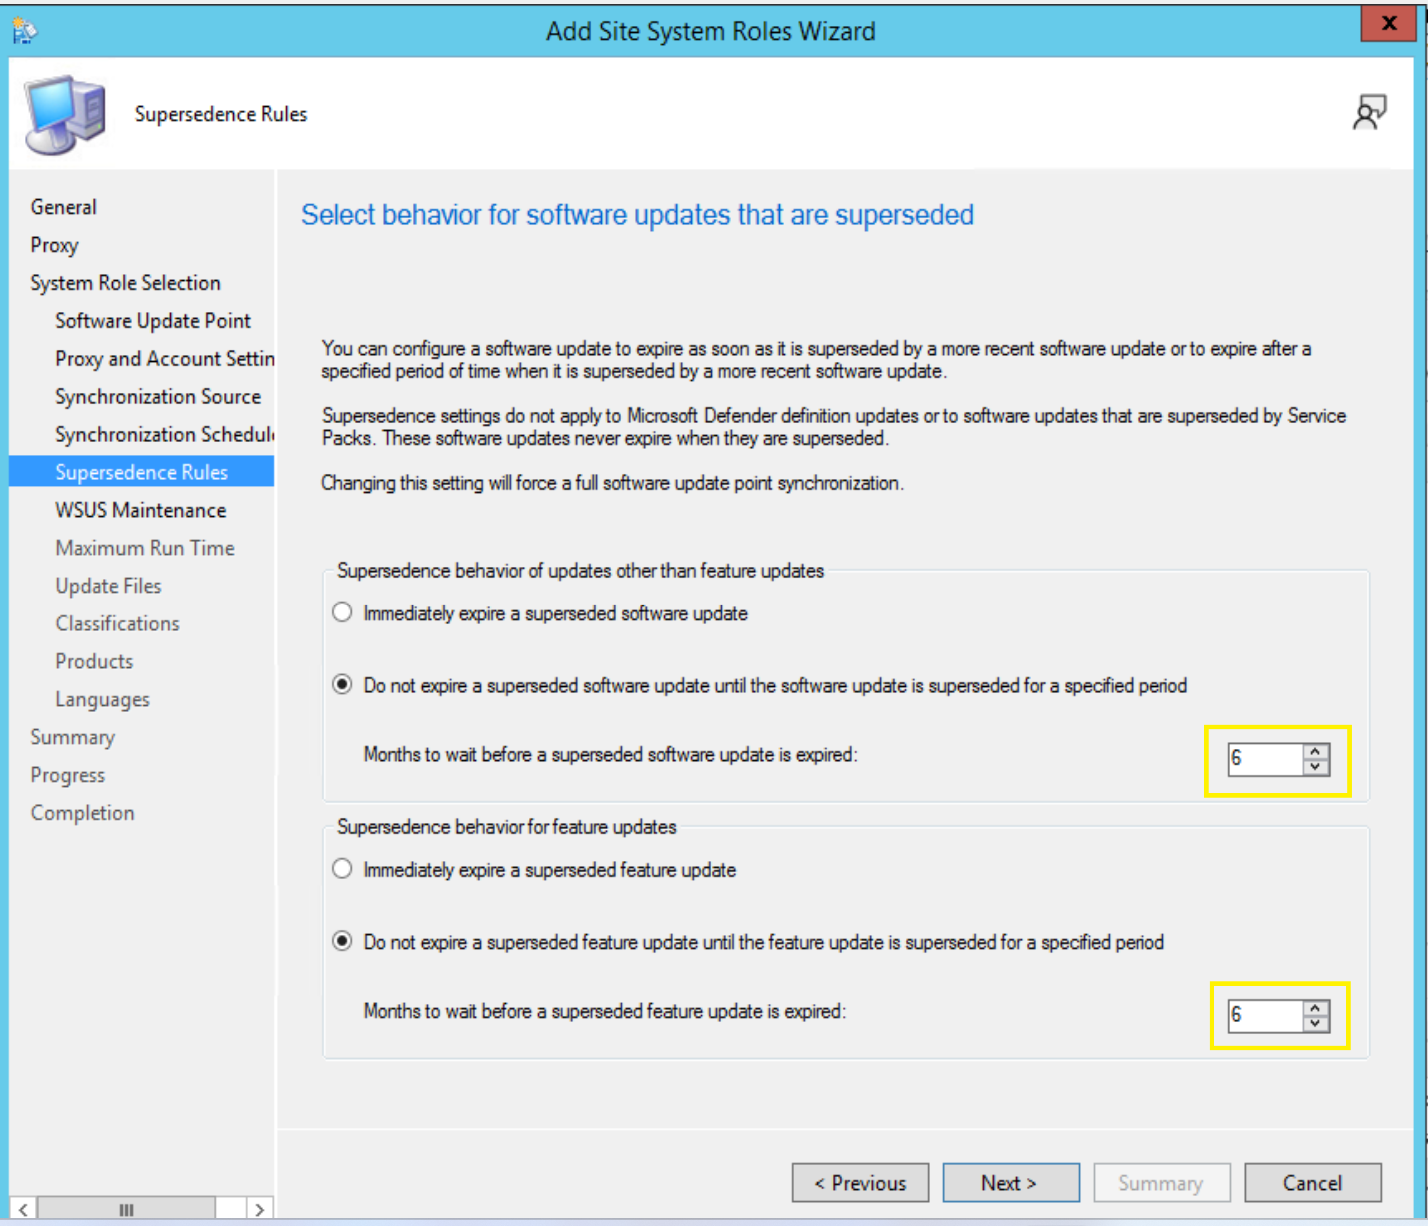 Add Site System Roles Wizard
x
Supersedence Rules
General
Proxy
System Role Selection
Software Update Point
Proxy and Account Settin
Synchronization Source
Synchronization Schedul
Supersedence Rules
WSUS Maintenance
Maximum Run Time
Update Files
Classifications
Products
Languages
Summary
Progress
Completion
Select behavior for software updates that are superseded
You can configure a software update to expire as soon as it is superseded by a more recent software update or to expire after a
specified period of time when it is superseded by a more recent software update.
Supersedence settings do not apply to Microsoft Defender definition updates or to software updates that are superseded by Service
Packs. These software updates never expire when they are superseded.
Changing this setting will force a full software update point synchronization.
Supersedence behavior of updates other than feature updates
Immediately expire a superseded software update
Do not expire a superseded software update until the software update is superseded for a specified period
Months to wait before a superseded software update is expired:
6
Supersedence behavior for feature updates
Immediately expire a superseded feature update
Do not expire a superseded feature update until the feature update is superseded for a specified period
Months to wait before a superseded feature update is expired:
6
< Previous
Next >
Summary
Cancel